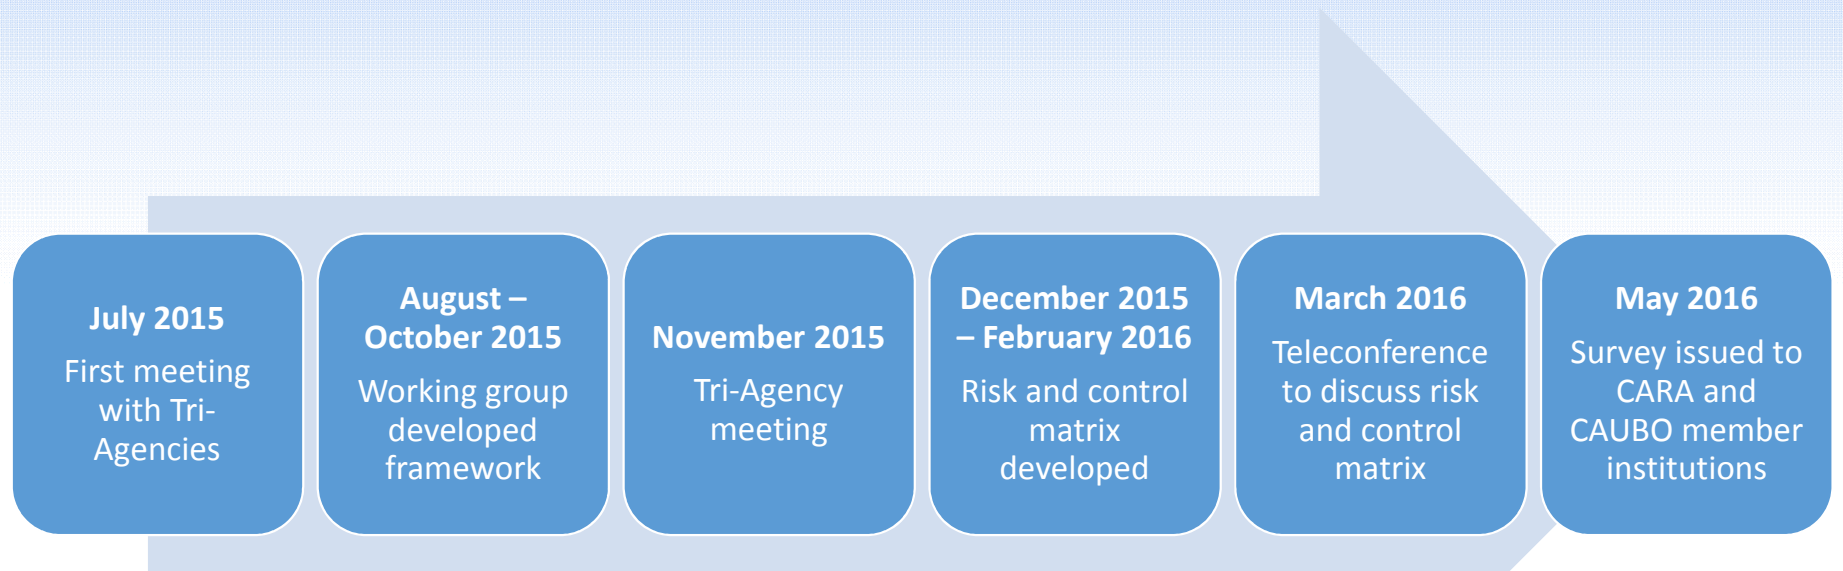 July 2015
First meeting
with Tri-
Agencies
August –
October 2015
Working group
developed
framework
November 2015
Tri-Agency
meeting
December 2015
– February 2016
Risk and control
matrix
developed
March 2016
Teleconference
to discuss risk
and control
matrix
May 2016
Survey issued to
CARA and
CAUBO member
institutions